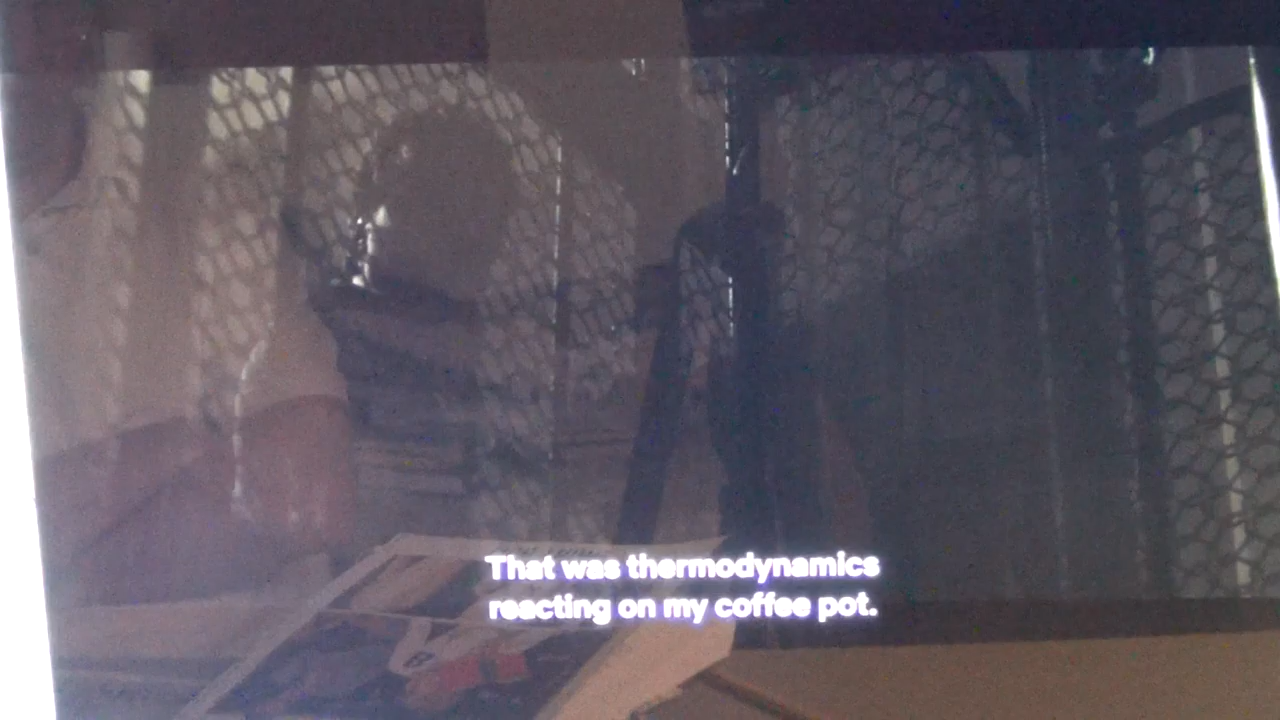 That was thermodynamics
reacting on my coffee pot.